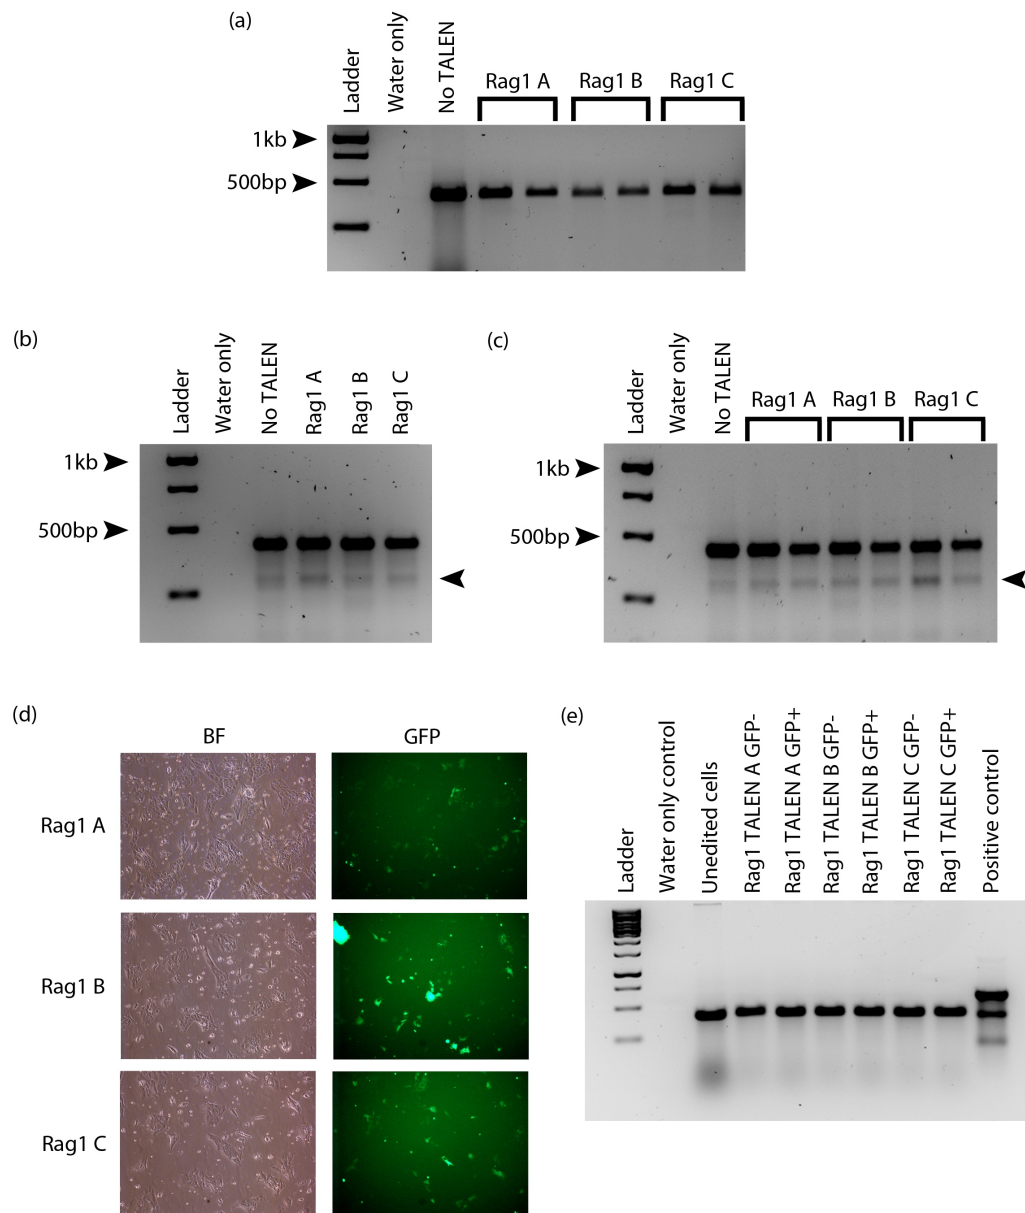 (a)
Ladder
Water only
No TALEN
Rag1 A
Rag1 B
Rag1 C
1kb
500bp
(b)
Ladder
Water only
No TALEN
Rag1 A
Rag1 B
Rag1 C
1kb
500bp
(c)
Ladder
Water only
No TALEN
Rag1 A
Rag1 B
Rag1 C
1kb
500bp
(d)
BF
GFP
Rag1 A
Rag1 B
Rag1 C
(e)
Ladder
Water only control
Unedited cells
Rag1 TALEN A GFP-
Rag1 TALEN A GFP+
Rag1 TALEN B GFP-
Rag1 TALEN B GFP+
Rag1 TALEN C GFP-
Rag1 TALEN C GFP+
Positive control